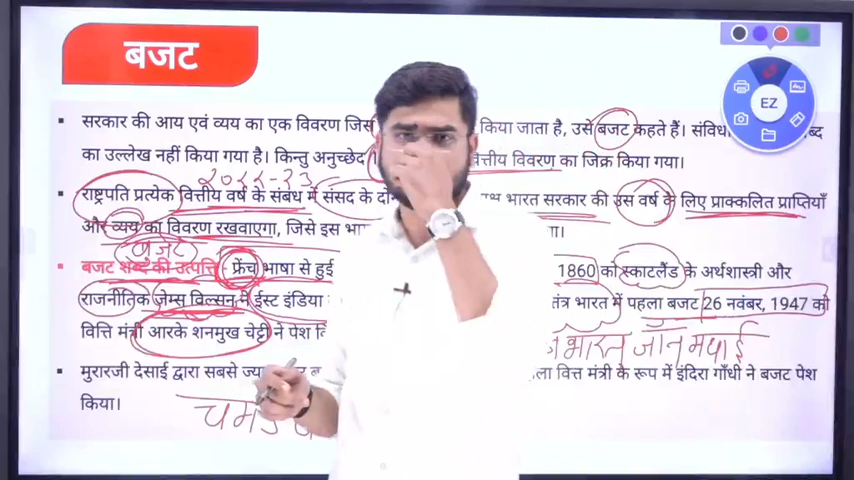 बजट
EZ
सरकार की आय एवं व्यय का एक विवरण जिस किया जाता है, उसे बजट कहते हैं। संविध ब्द
का उल्लेख नहीं किया गया है। किन्तु अनुच्छेद वित्तीय विवरण का जिक्र किया गया।
2022-23
राष्ट्रपति प्रत्येक वित्तीय वर्ष के संबंध में संसद के दो भारत सरकार की उस वर्ष के लिए प्राक्कलित प्राप्तियाँ
और व्यय का विवरण रखवाएगा, जिसे इस भा
बुजट
बजट शब्द की उत्पत्ति फ्रेंच भाषा से हुई 1860 को स्काटलैंड के अर्थशास्त्री और
राजनीतिक जेम्स विल्सन ने ईस्ट इंडिया तंत्र भारत में पहला बजट 26 नवंबर, 1947 को
वित्ति मंत्री आरके शनमुख चेट्टी ने पेश वि
भारत जॉन मथाई
मुरारजी देसाई द्वारा सबसे ज्या र ब ला वित्त मंत्री के रूप में इंदिरा गाँधी ने बजट पेश
किया।